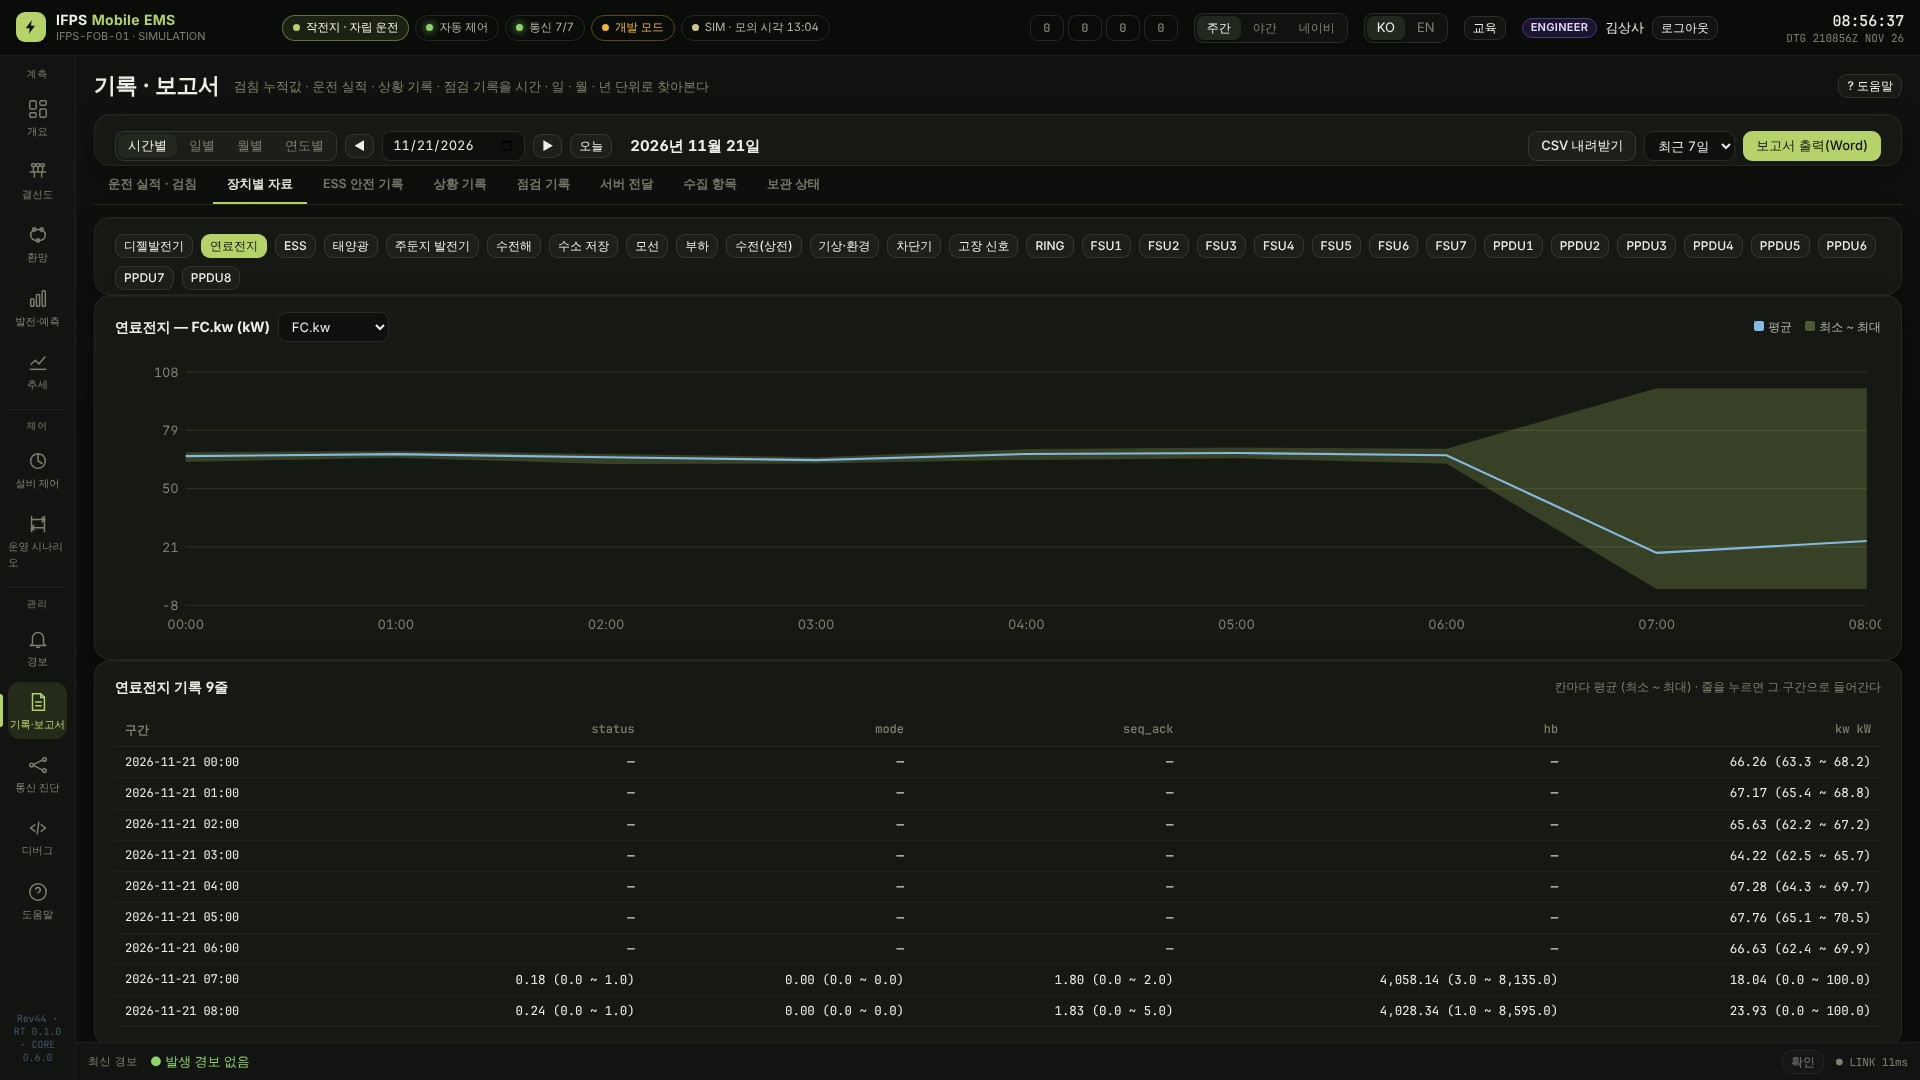 IFPS Mobile EMS
IFPS-FOB-01 · SIMULATION
작전지 · 자립 운전
자동 제어
통신 7/7
개발 모드
SIM · 모의 시각 13:04
0 0 0 0
주간 야간 네이비
KO EN
교육
ENGINEER 김상사 로그아웃
08:56:37
DTG 210856Z NOV 26
계측
개요
결선도
환망
발전·예측
추세
제어
설비 제어
운영 시나리
오
관리
경보
기록·보고서
통신 진단
디버그
도움말
Rev44 ·
RT 0.1.0
· CORE
0.6.0
기록 · 보고서 검침 누적값 · 운전 실적 · 상황 기록 · 점검 기록을 시간 · 일 · 월 · 년 단위로 찾아본다
? 도움말
시간별 일별 월별 연도별 ◀ 11/21/2026 ▶ 오늘 2026년 11월 21일
CSV 내려받기 최근 7일 보고서 출력(Word)
운전 실적 · 검침 장치별 자료 ESS 안전 기록 상황 기록 점검 기록 서버 전달 수집 항목 보관 상태
디젤발전기 연료전지 ESS 태양광 주둔지 발전기 수전해 수소 저장 모선 부하 수전(상전) 기상·환경 차단기 고장 신호 RING FSU1 FSU2 FSU3 FSU4 FSU5 FSU6 FSU7 PPDU1 PPDU2 PPDU3 PPDU4 PPDU5 PPDU6
PPDU7 PPDU8
연료전지 — FC.kw (kW) FC.kw
평균 최소 ~ 최대
108
79
50
21
-8
00:00 01:00 02:00 03:00 04:00 05:00 06:00 07:00 08:0
연료전지 기록 9줄
칸마다 평균 (최소 ~ 최대) · 줄을 누르면 그 구간으로 들어간다
구간 status mode seq_ack hb kw kW
2026-11-21 00:00 — — — — 66.26 (63.3 ~ 68.2)
2026-11-21 01:00 — — — — 67.17 (65.4 ~ 68.8)
2026-11-21 02:00 — — — — 65.63 (62.2 ~ 67.2)
2026-11-21 03:00 — — — — 64.22 (62.5 ~ 65.7)
2026-11-21 04:00 — — — — 67.28 (64.3 ~ 69.7)
2026-11-21 05:00 — — — — 67.76 (65.1 ~ 70.5)
2026-11-21 06:00 — — — — 66.63 (62.4 ~ 69.9)
2026-11-21 07:00 0.18 (0.0 ~ 1.0) 0.00 (0.0 ~ 0.0) 1.80 (0.0 ~ 2.0) 4,058.14 (3.0 ~ 8,135.0) 18.04 (0.0 ~ 100.0)
2026-11-21 08:00 0.24 (0.0 ~ 1.0) 0.00 (0.0 ~ 0.0) 1.83 (0.0 ~ 5.0) 4,028.34 (1.0 ~ 8,595.0) 23.93 (0.0 ~ 100.0)
최신 경보 발생 경보 없음
확인 LINK 11ms